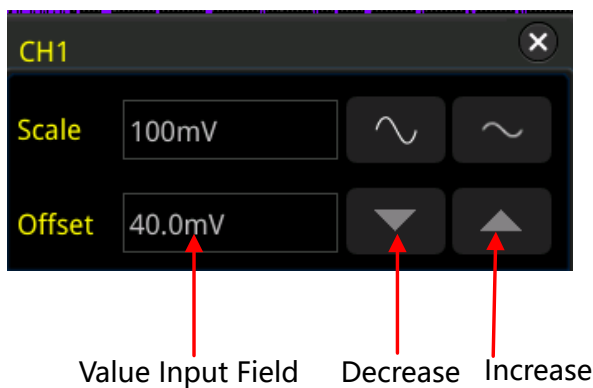 CH1
Scale 100mV
Offset 40.0mV
Value Input Field Decrease Increase